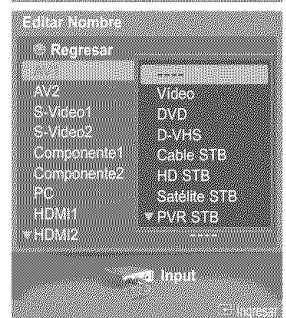 Editar Nombre
Regresar
AV1
AV2
S-Video1
S-Video2
Componente1
Componente2
PC
HDMI1
▼HDMI2
----
Vídeo
DVD
D-VHS
Cable STB
HD STB
Satélite STB
▼PVR STB
----
Input
Ingresar